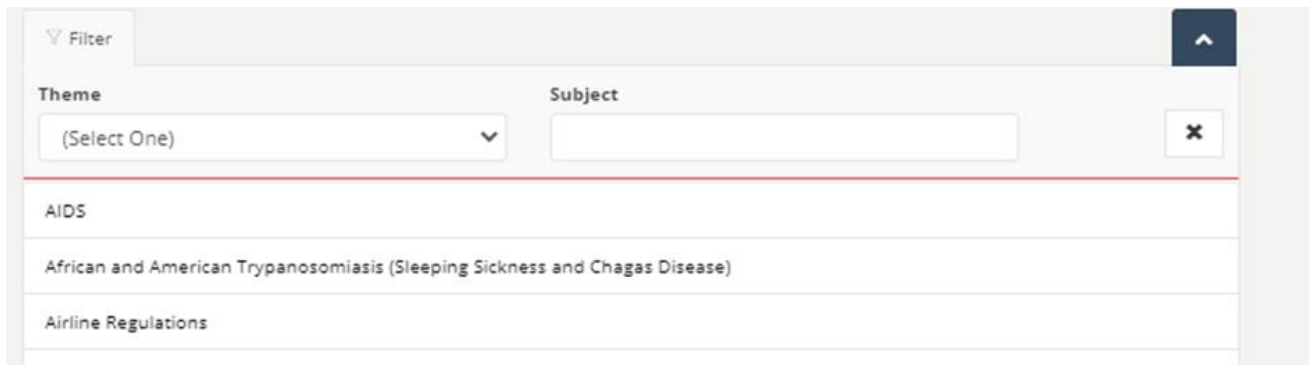 Filter
Theme Subject
(Select One)
AIDS
African and American Trypanosomiasis (Sleeping Sickness and Chagas Disease)
Airline Regulations